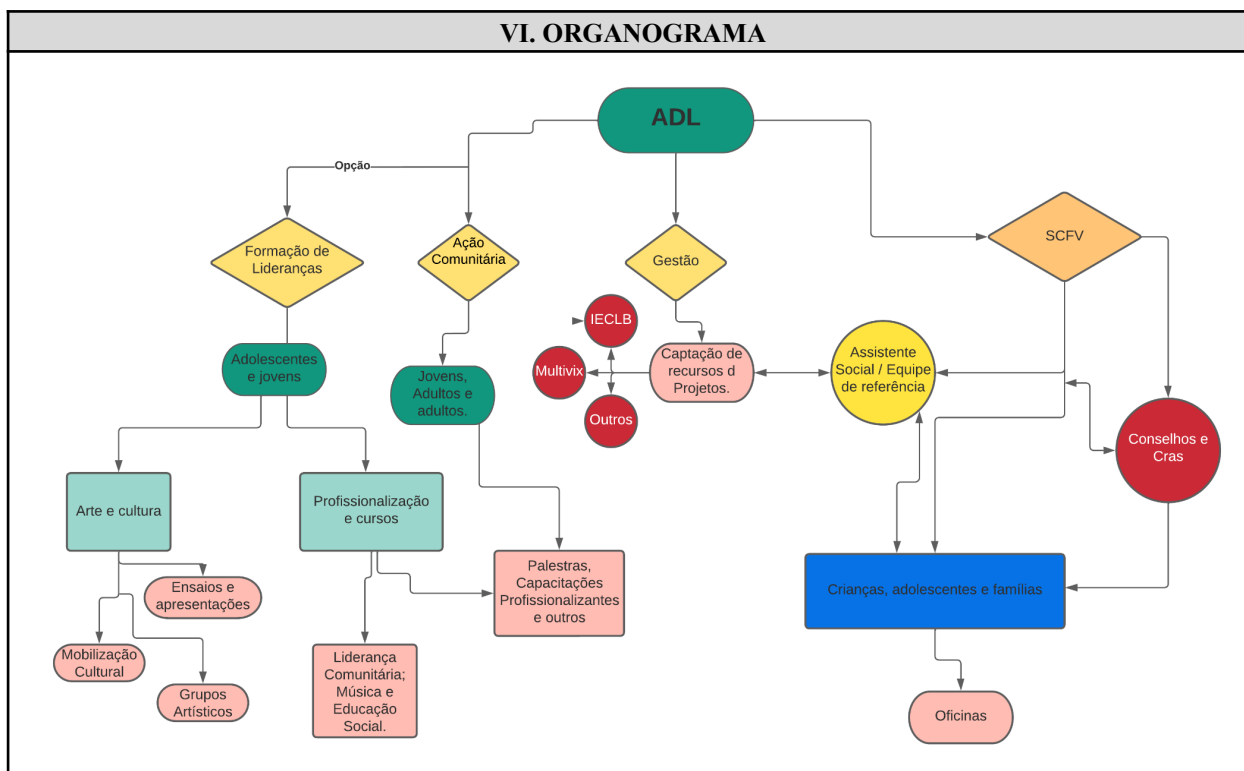 VI. ORGANOGRAMA
ADL
Opção
Formação de
Lideranças
Ação
Comunitária
Gestão
SCFV
IECLB
Multivix
Captação de
recursos d
Projetos.
Outros
Assistente
Social / Equipe
de referência
Adolescentes
e jovens
Jovens,
Adultos e
adultos.
Conselhos e
Cras
Arte e cultura
Profissionalização
e cursos
Ensaios e
apresentações
Palestras,
Capacitações
Profissionalizantes
e outros
Crianças, adolescentes e famílias
Mobilização
Cultural
Grupos
Artísticos
Liderança
Comunitária;
Música e
Educação
Social.
Oficinas